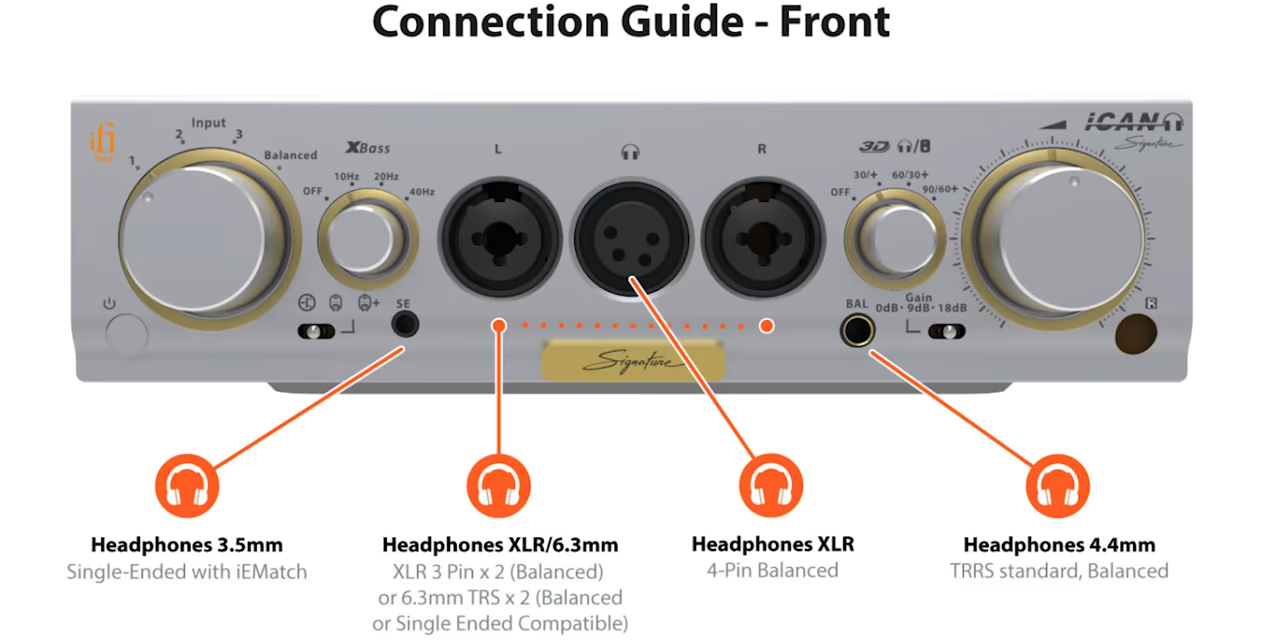 Connection Guide - Front
ifi
Pro
Input
1
2
3
Balanced
XBass
OFF
10Hz
20Hz
40Hz
L
R
3D
OFF
30/+
60/30+
90/60+
iCAN
Signature
SE
BAL
Gain
0dB · 9dB · 18dB
R
Signature
Headphones 3.5mm
Single-Ended with iEMatch
Headphones XLR/6.3mm
XLR 3 Pin x 2 (Balanced)
or 6.3mm TRS x 2 (Balanced
or Single Ended Compatible)
Headphones XLR
4-Pin Balanced
Headphones 4.4mm
TRRS standard, Balanced